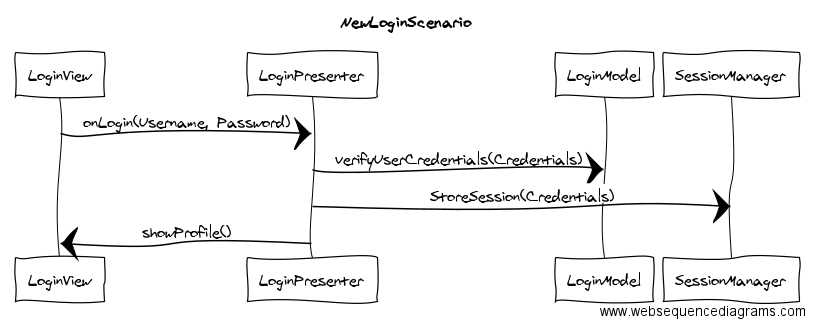 NewLoginScenario
LoginView
LoginPresenter
LoginModel
SessionManager
onLogin(Username, Password)
verifyUserCredentials(Credentials)
StoreSession(Credentials)
showProfile()
LoginView
LoginPresenter
LoginModel
SessionManager
www.websequencediagrams.com